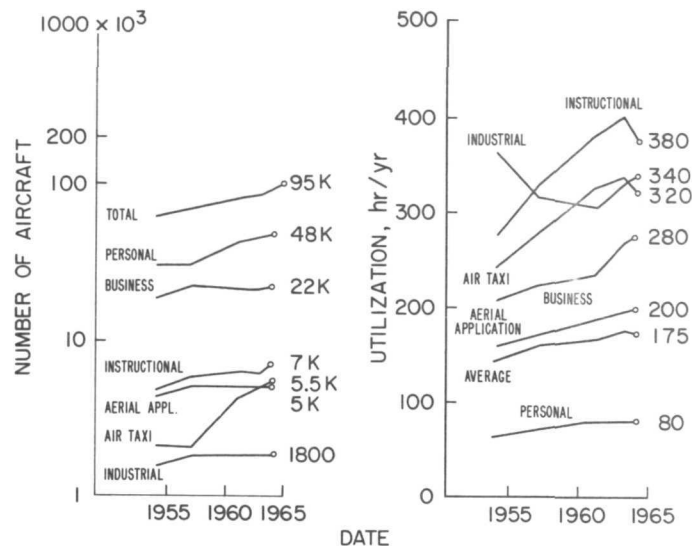 1000 × 10³
200
100
10
1
NUMBER OF AIRCRAFT
TOTAL
95K
PERSONAL
48K
BUSINESS
22K
INSTRUCTIONAL
7K
AERIAL APPL.
5.5K
5K
AIR TAXI
INDUSTRIAL
1800
1955 1960 1965
500
400
300
200
100
0
UTILIZATION, hr/yr
INSTRUCTIONAL
INDUSTRIAL
380
340
320
AIR TAXI
280
BUSINESS
AERIAL
APPLICATION
200
175
AVERAGE
PERSONAL
80
1955 1960 1965
DATE